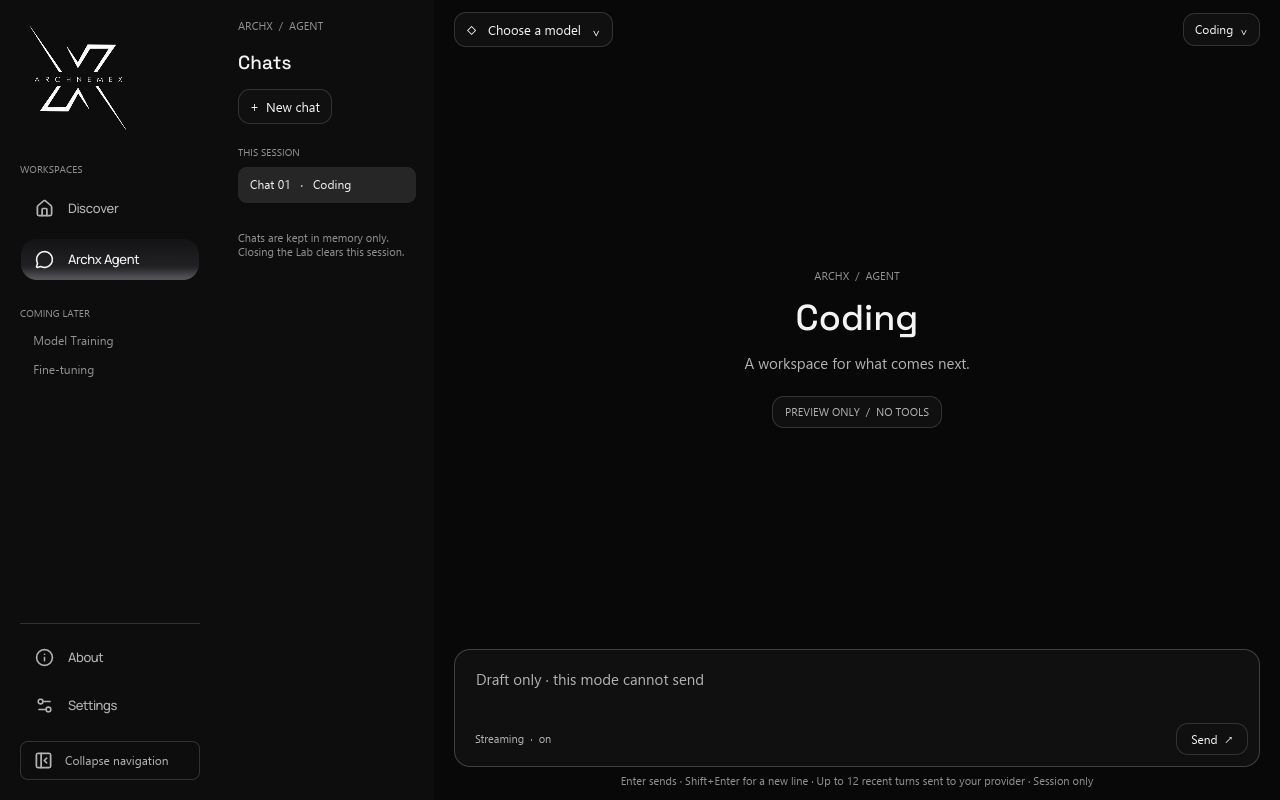 ARCHNEMEX
WORKSPACES
Discover
Archx Agent
COMING LATER
Model Training
Fine-tuning
About
Settings
Collapse navigation
ARCHX / AGENT
Chats
+ New chat
THIS SESSION
Chat 01 · Coding
Chats are kept in memory only.
Closing the Lab clears this session.
Choose a model
Coding
ARCHX / AGENT
Coding
A workspace for what comes next.
PREVIEW ONLY / NO TOOLS
Draft only · this mode cannot send
Streaming · on
Send ↗
Enter sends · Shift+Enter for a new line · Up to 12 recent turns sent to your provider · Session only